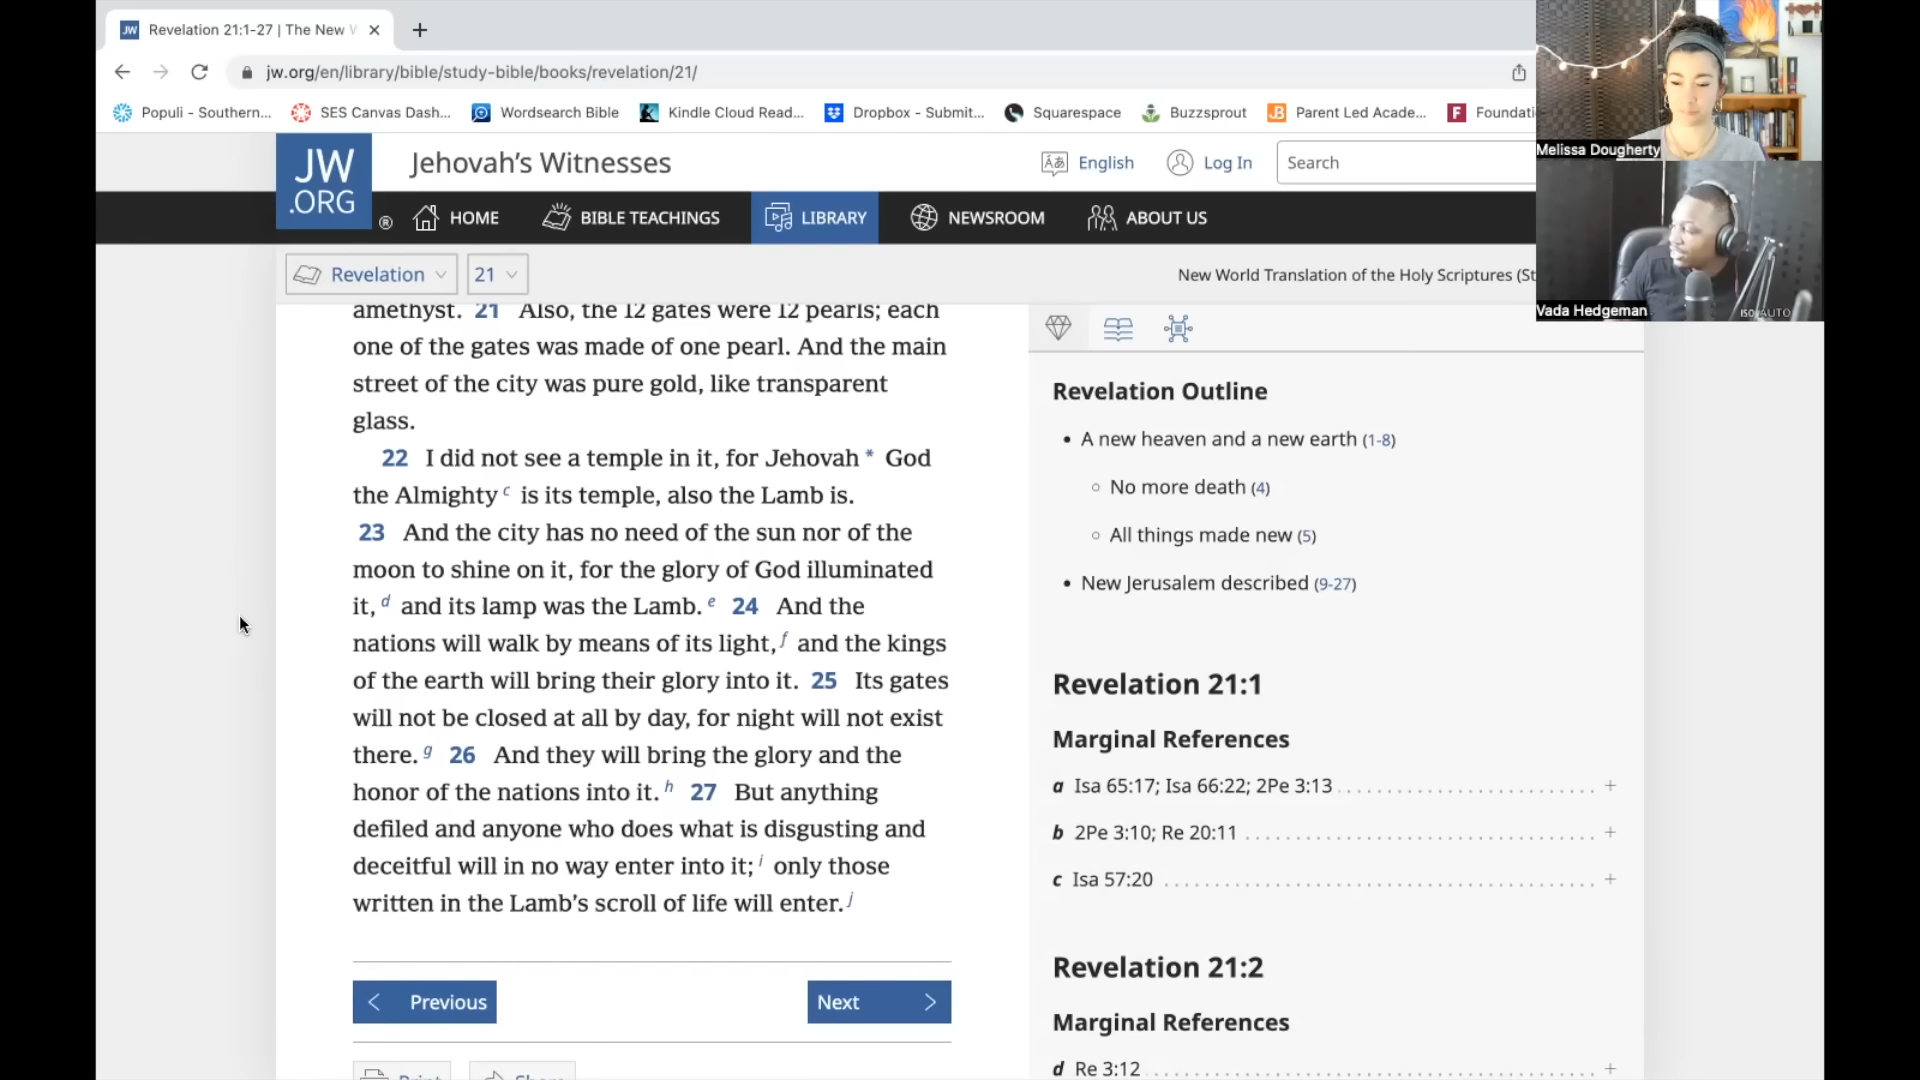 Revelation 21:1-27 | The New W
jw.org/en/library/bible/study-bible/books/revelation/21/
Populi - Southern... SES Canvas Dash... Wordsearch Bible Kindle Cloud Read... Dropbox - Submit... Squarespace Buzzsprout Parent Led Acade... Foundati
JW
.ORG
®
Jehovah's Witnesses
English Log In Search
HOME BIBLE TEACHINGS LIBRARY NEWSROOM ABOUT US
Revelation 21
New World Translation of the Holy Scriptures (St
Melissa Dougherty
Vada Hedgeman
ISO AUTO
amethyst. 21 Also, the 12 gates were 12 pearls; each
one of the gates was made of one pearl. And the main
street of the city was pure gold, like transparent
glass.
22 I did not see a temple in it, for Jehovah * God
the Almighty c is its temple, also the Lamb is.
23 And the city has no need of the sun nor of the
moon to shine on it, for the glory of God illuminated
it, d and its lamp was the Lamb. e 24 And the
nations will walk by means of its light, f and the kings
of the earth will bring their glory into it. 25 Its gates
will not be closed at all by day, for night will not exist
there. g 26 And they will bring the glory and the
honor of the nations into it. h 27 But anything
defiled and anyone who does what is disgusting and
deceitful will in no way enter into it; i only those
written in the Lamb's scroll of life will enter. j
Previous Next
Print Share
Revelation Outline
• A new heaven and a new earth (1-8)
○ No more death (4)
○ All things made new (5)
• New Jerusalem described (9-27)
Revelation 21:1
Marginal References
a Isa 65:17; Isa 66:22; 2Pe 3:13 +
b 2Pe 3:10; Re 20:11 +
c Isa 57:20 +
Revelation 21:2
Marginal References
d Re 3:12 +